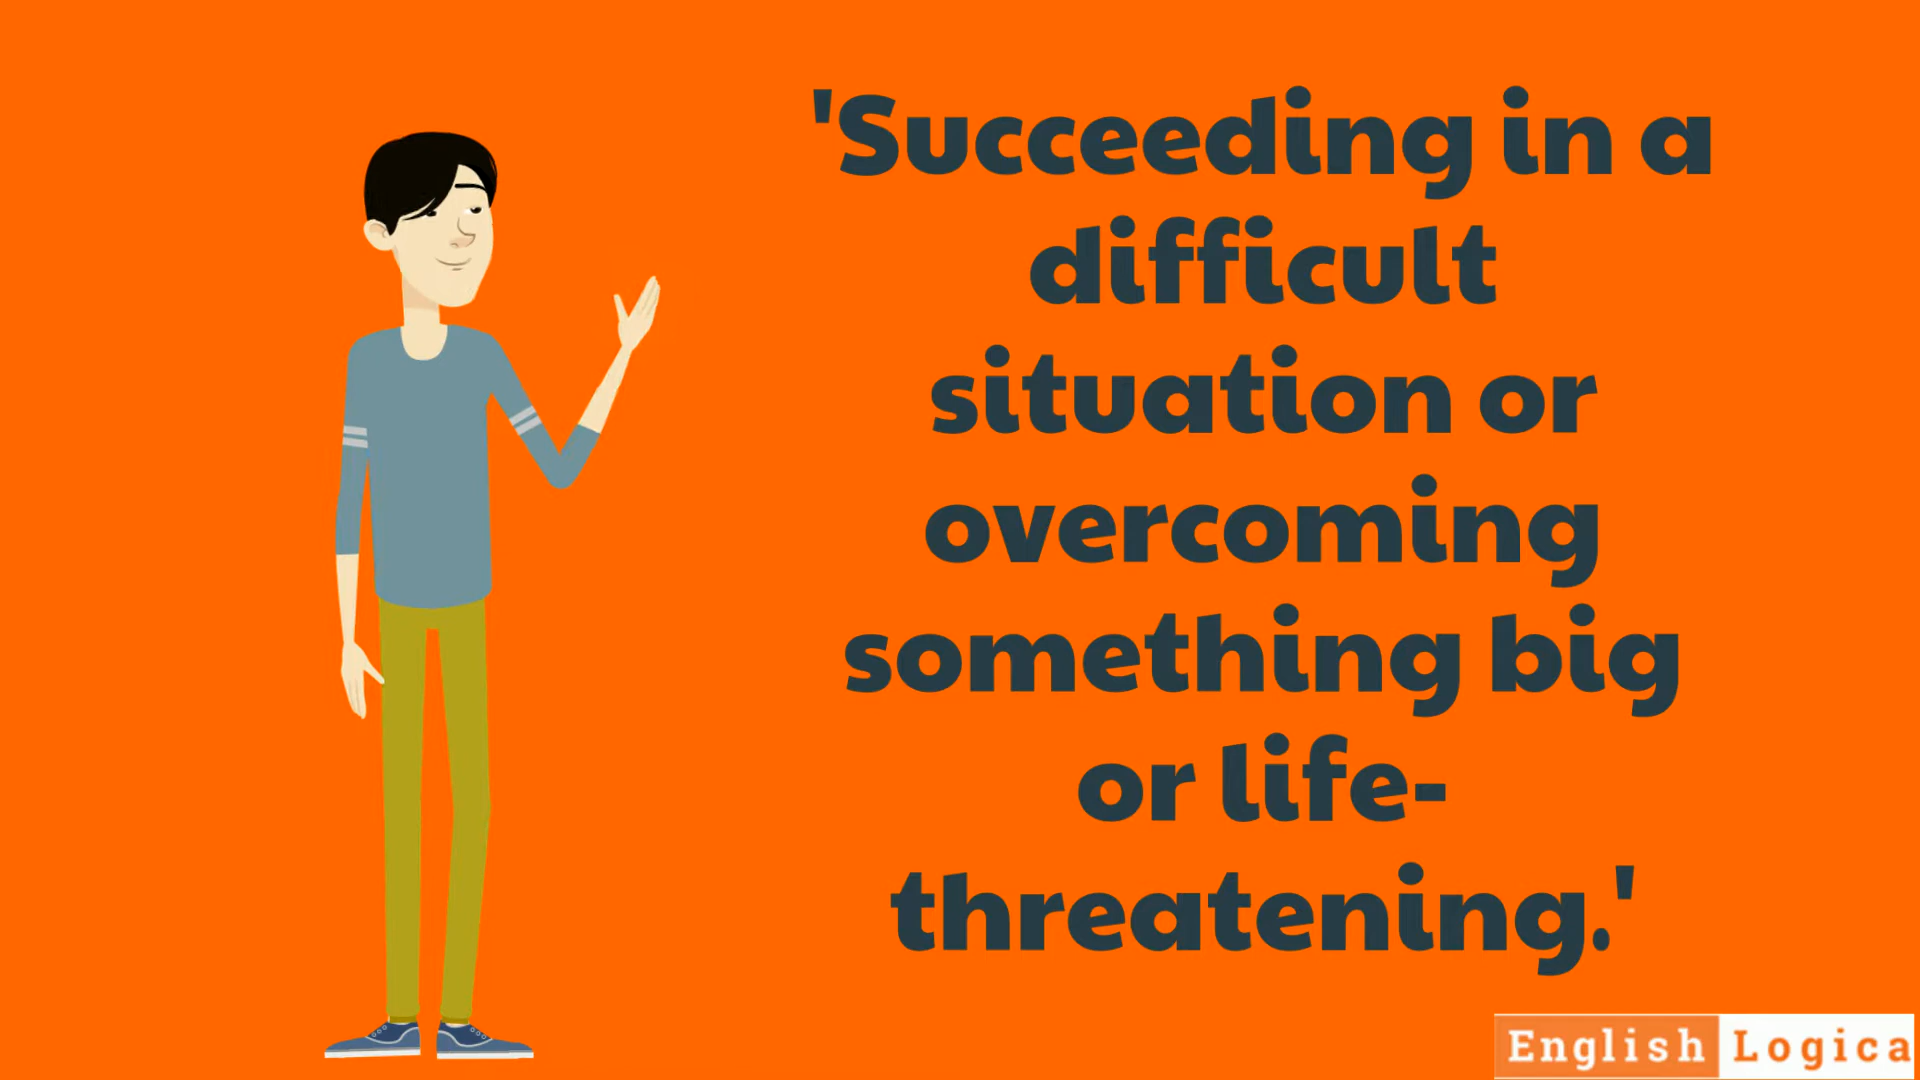 'Succeeding in a
difficult
situation or
overcoming
something big
or life-
threatening.'
English Logica